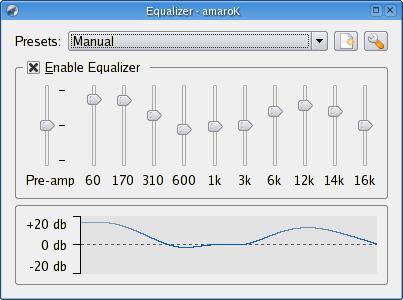 Equalizer - amaroK
Presets: Manual
Enable Equalizer
Pre-amp 60 170 310 600 1k 3k 6k 12k 14k 16k
+20 db
0 db
-20 db